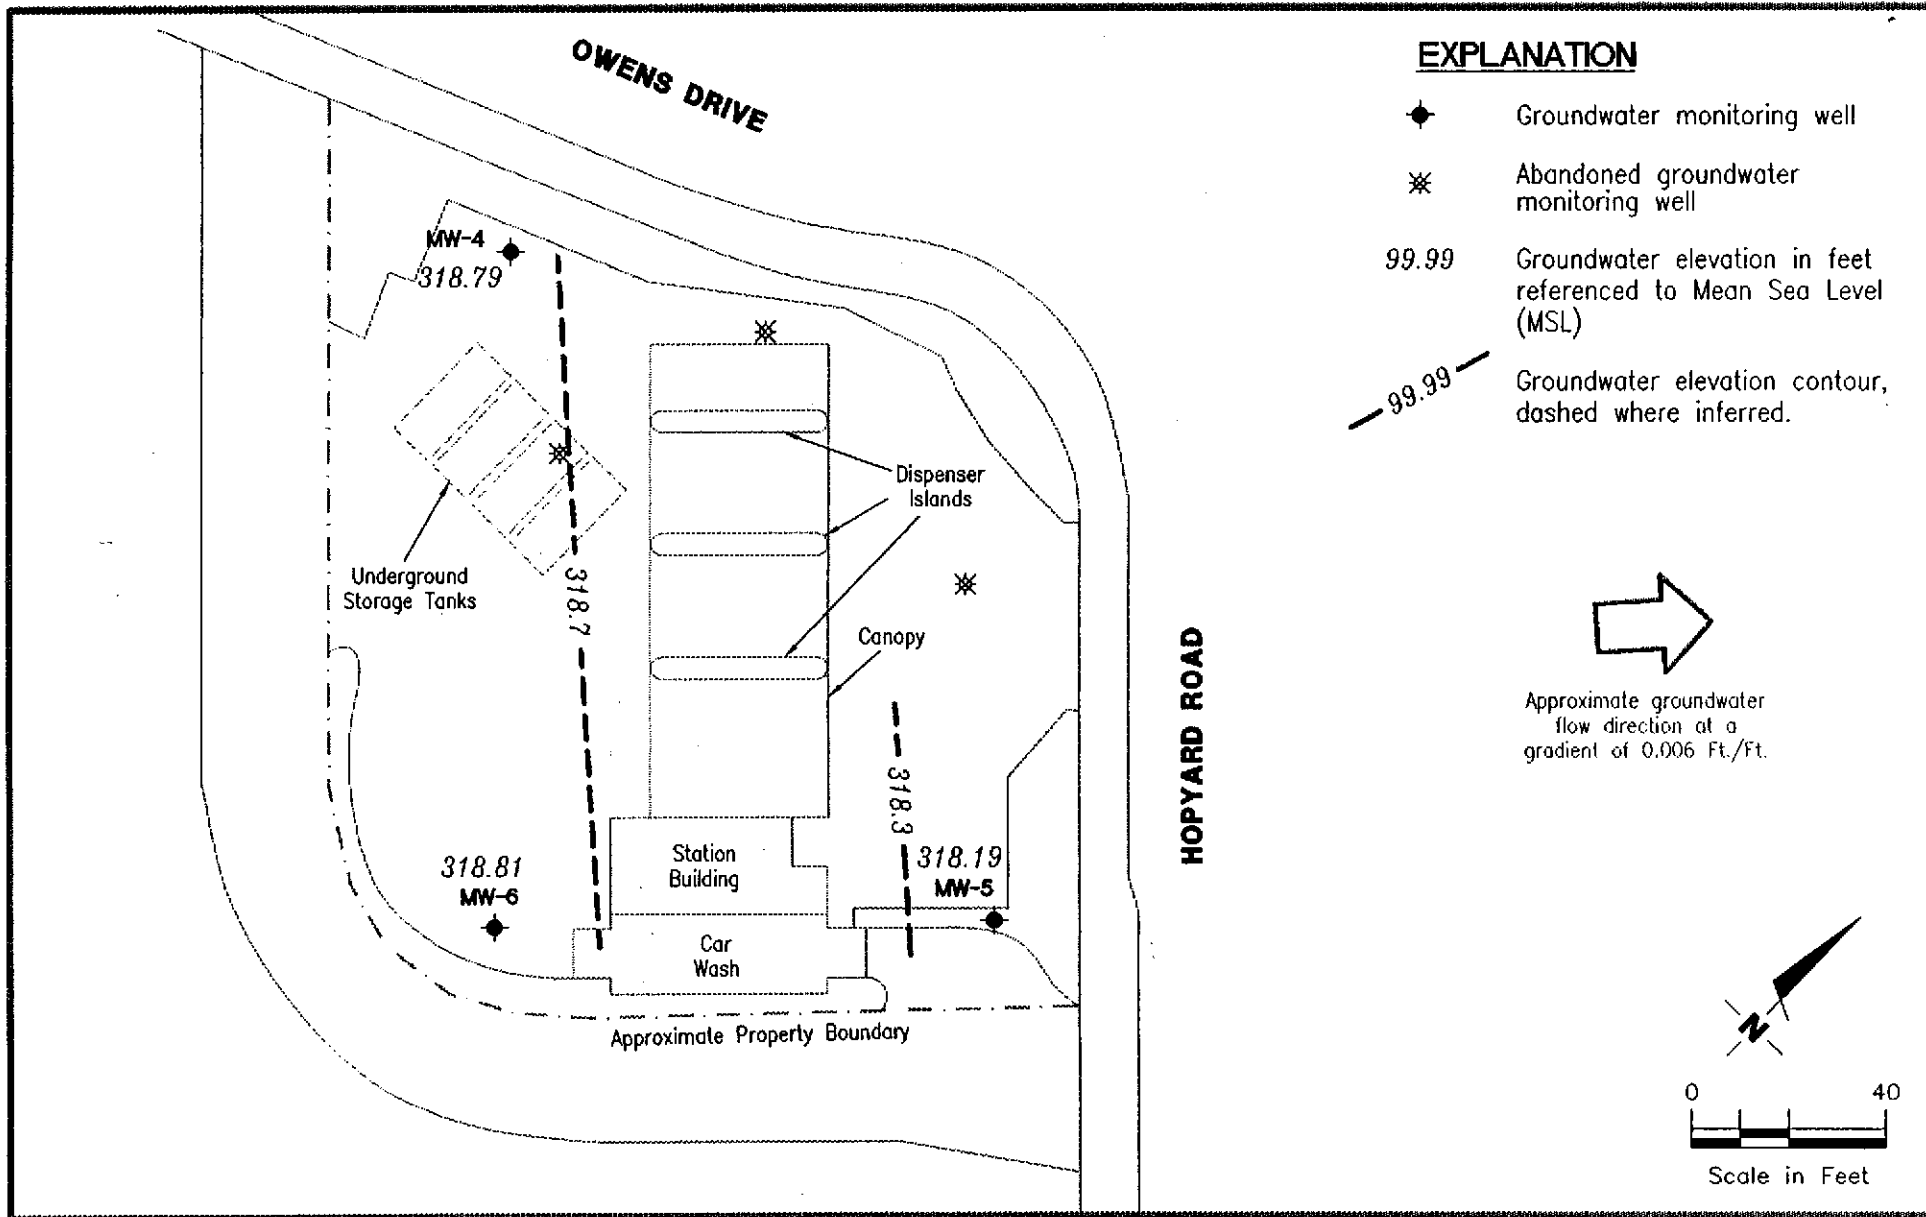 OWENS DRIVE
EXPLANATION
Groundwater monitoring well
Abandoned groundwater
monitoring well
99.99
Groundwater elevation in feet
referenced to Mean Sea Level
(MSL)
99.99
Groundwater elevation contour,
dashed where inferred.
MW-4
318.79
Dispenser
Islands
Underground
Storage Tanks
318.7
Canopy
HOPYARD ROAD
Approximate groundwater
flow direction at a
gradient of 0.006 Ft./Ft.
318.3
318.81
MW-6
Station
Building
318.19
MW-5
Car
Wash
Approximate Property Boundary
N
0 40
Scale in Feet